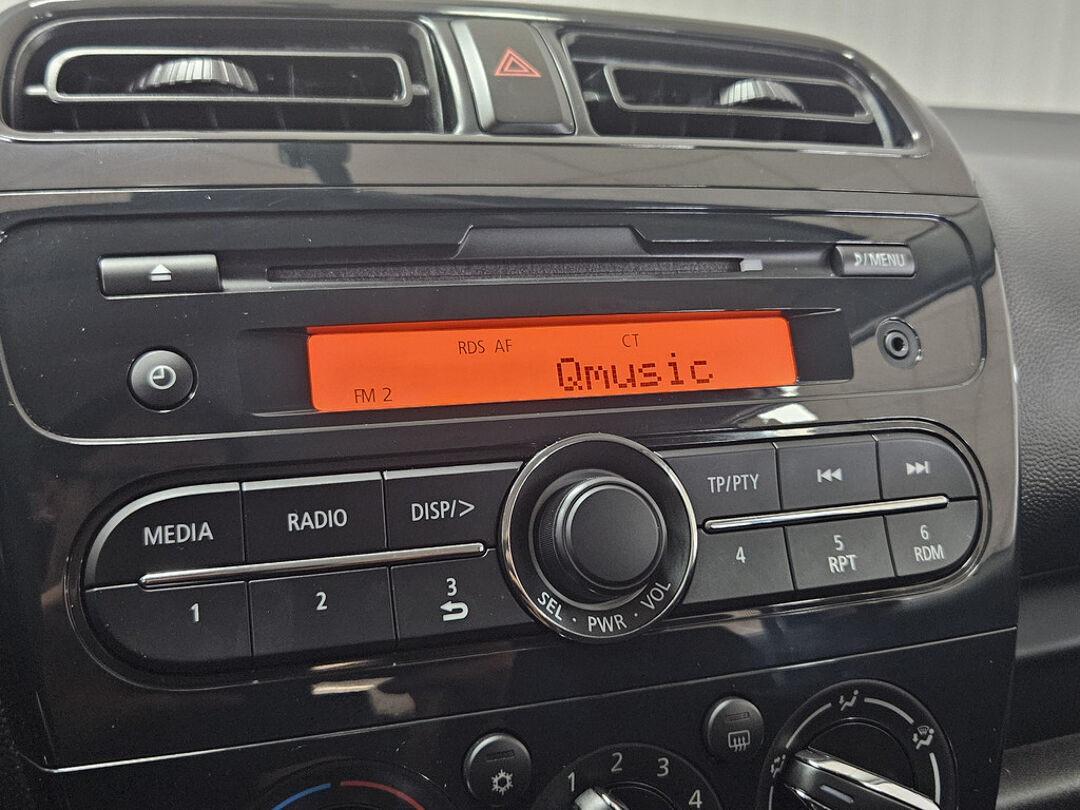 ♪/MENU
RDS AF CT
FM 2 Qmusic
MEDIA RADIO DISP/> TP/PTY
1 2 3 4 5 6
RPT RDM
SEL · PWR · VOL
1 2 3 4